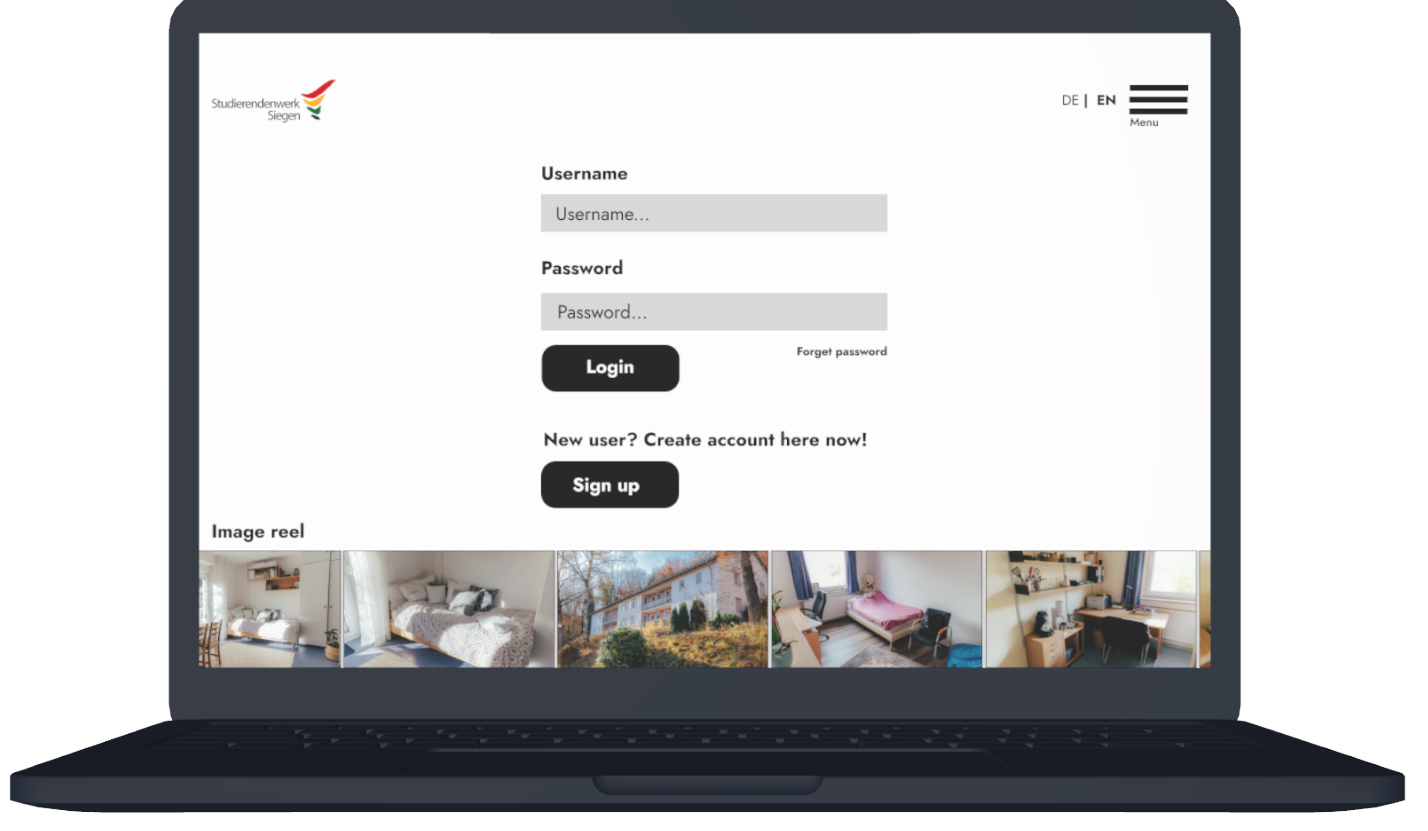 Studierendenwerk
Siegen
DE | EN
Menu
Username
Username...
Password
Password...
Login
Forget password
New user? Create account here now!
Sign up
Image reel